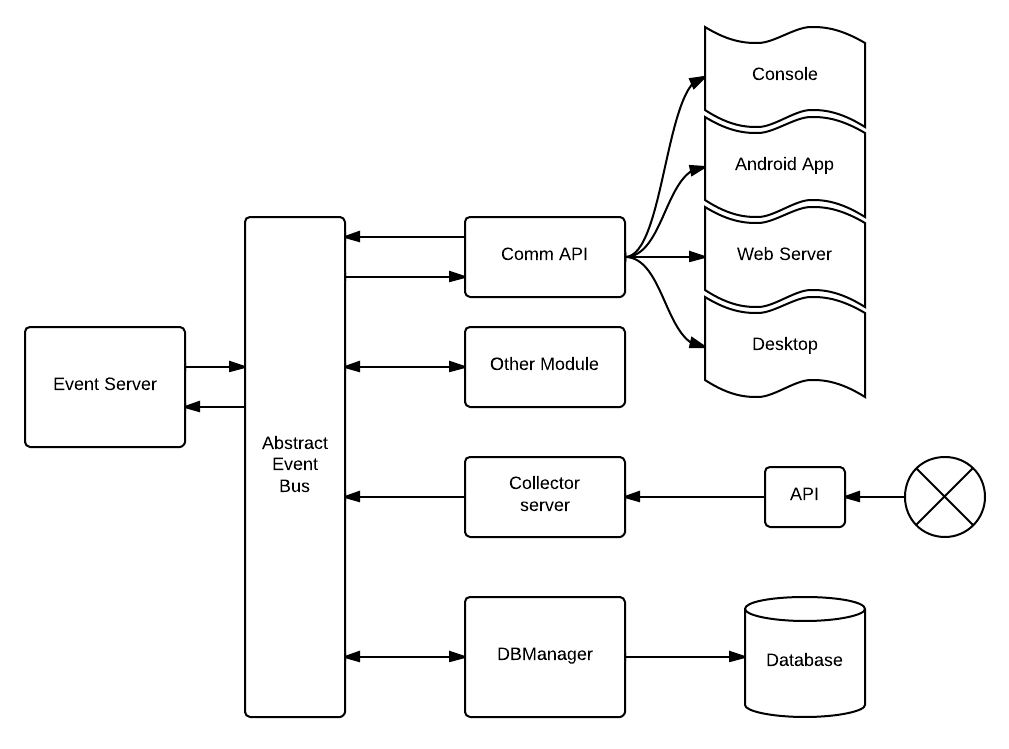 Console
Android App
Web Server
Desktop
Comm API
Other Module
Event Server
Abstract
Event
Bus
Collector
server
API
DBManager
Database